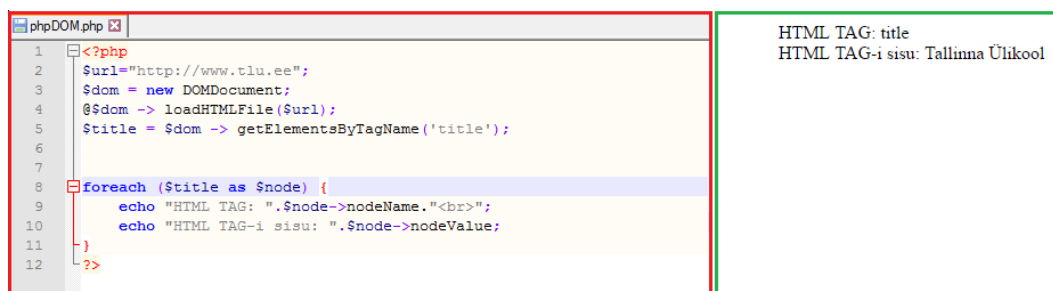 phpDOM.php
1 <?php
2 $url="http://www.tlu.ee";
3 $dom = new DOMDocument;
4 @$dom -> loadHTMLFile($url);
5 $title = $dom -> getElementsByTagName('title');
6
7
8 foreach ($title as $node) {
9 echo "HTML TAG: ".$node->nodeName."<br>";
10 echo "HTML TAG-i sisu: ".$node->nodeValue;
11 }
12 ?>
HTML TAG: title
HTML TAG-i sisu: Tallinna Ülikool